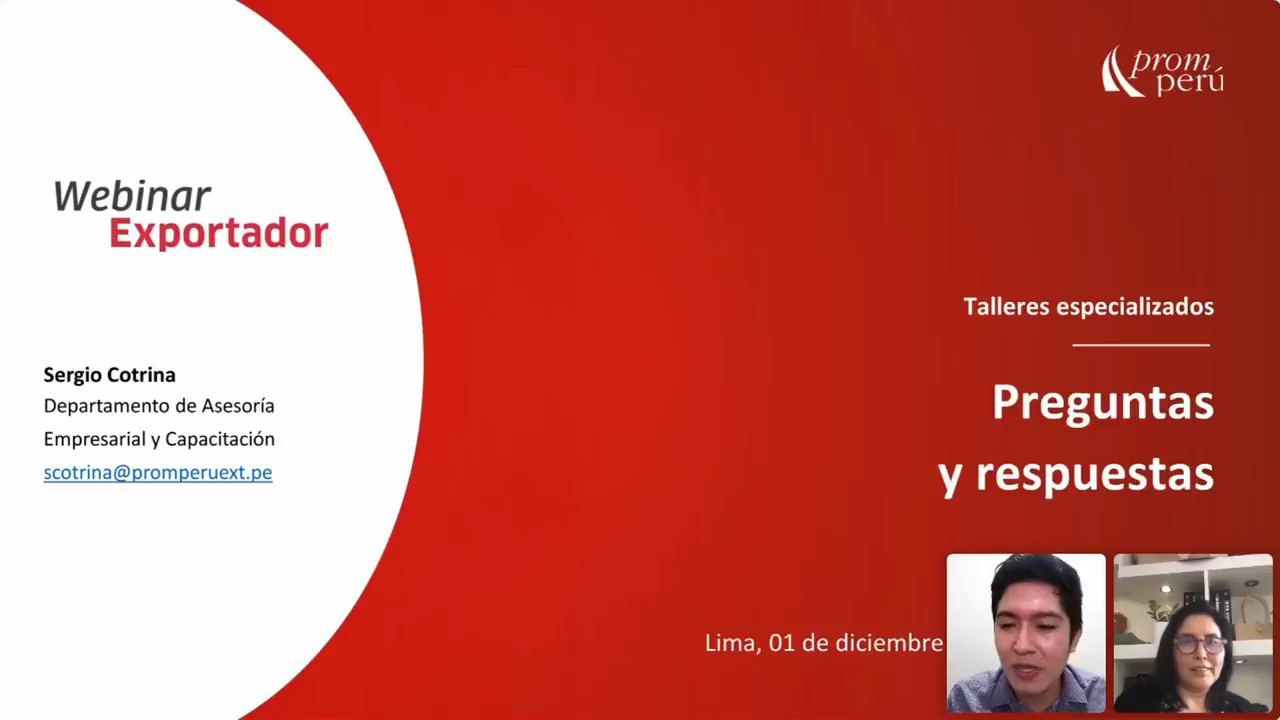 prom
perú
Webinar
Exportador
Sergio Cotrina
Departamento de Asesoría
Empresarial y Capacitación
scotrina@promperuext.pe
Talleres especializados
Preguntas
y respuestas
Lima, 01 de diciembre